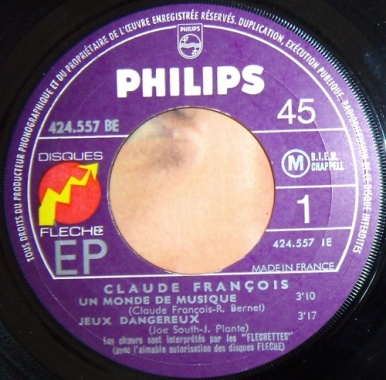 TOUS DROITS DU PRODUCTEUR PHONOGRAPHIQUE ET DU PROPRIÉTAIRE DE L'ŒUVRE ENREGISTRÉE RÉSERVÉS. DUPLICATION, EXÉCUTION PUBLIQUE, RADIODIFFUSION DE CE DISQUE INTERDITES
PHILIPS
PHILIPS
45
424.557 BE
DISQUES
FLECHE
EP
M
B.I.E.M.
CHAPPELL
1
424.557 1E
MADE IN FRANCE
CLAUDE FRANÇOIS
UN MONDE DE MUSIQUE 3'10
(Claude François-R. Bernet)
JEUX DANGEREUX 3'17
(Joe South-J. Plante)
Les chœurs sont interprétés par les "FLECHETTES"
(avec l'aimable autorisation des disques FLECHE)